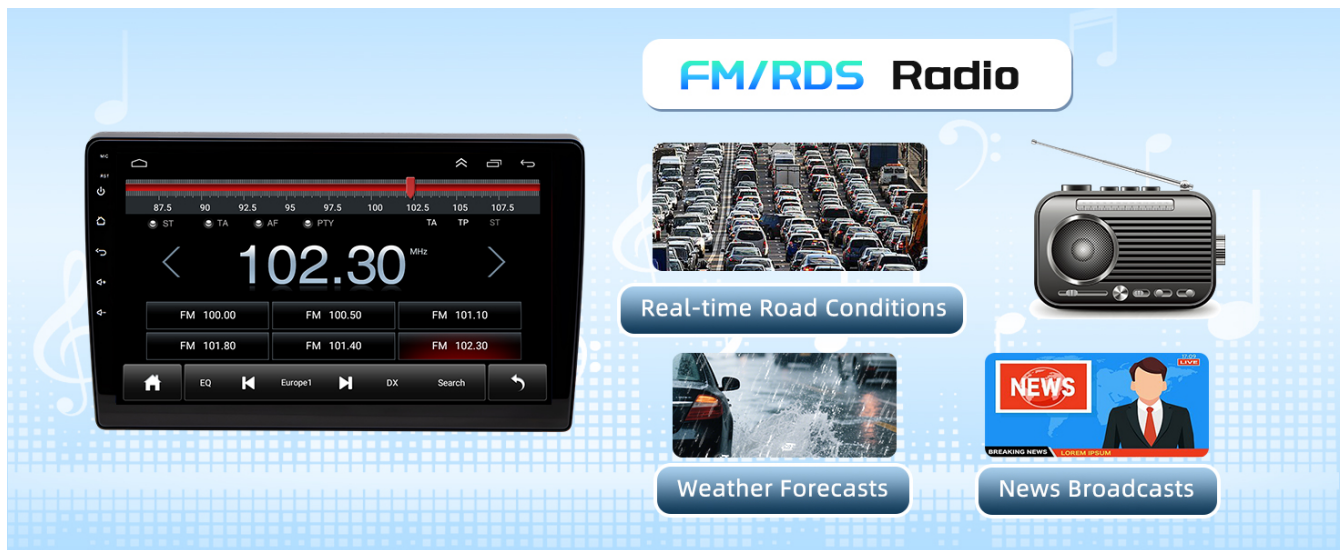 FM/RDS Radio
MIC
RST
87.5 90 92.5 95 97.5 100 102.5 105 107.5
ST TA AF PTY TA TP ST
102.30 MHz
FM 100.00 FM 100.50 FM 101.10
FM 101.80 FM 101.40 FM 102.30
EQ Europe1 DX Search
Real-time Road Conditions
Weather Forecasts
17:09
LIVE
NEWS
BREAKING NEWS LOREM IPSUM
News Broadcasts